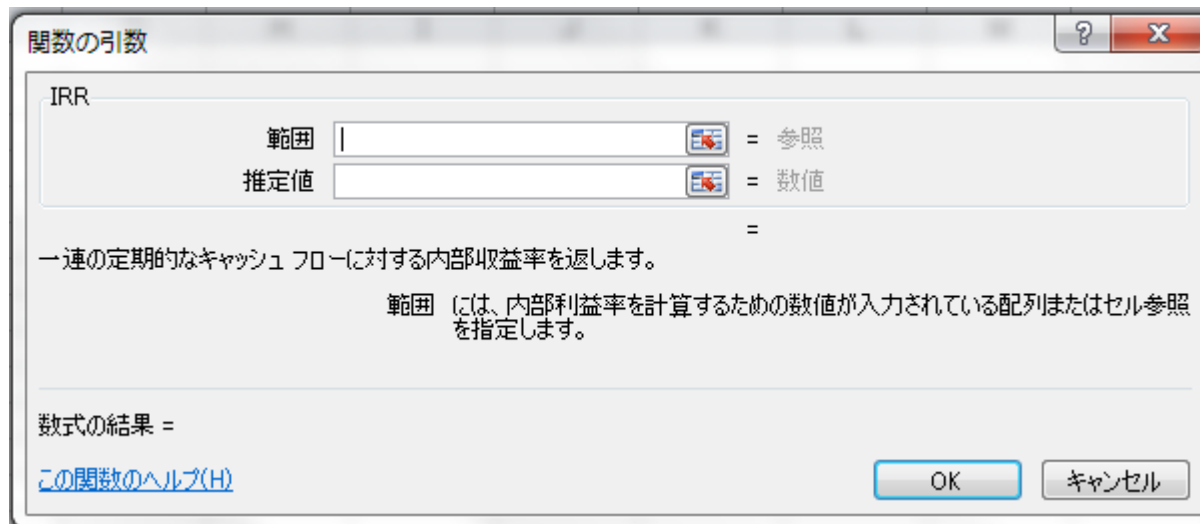 関数の引数
IRR
範囲 = 参照
推定値 = 数値
=
一連の定期的なキャッシュ フローに対する内部収益率を返します。
範囲 には、内部利益率を計算するための数値が入力されている配列またはセル参照
を指定します。
数式の結果 =
この関数のヘルプ(H)
OK キャンセル